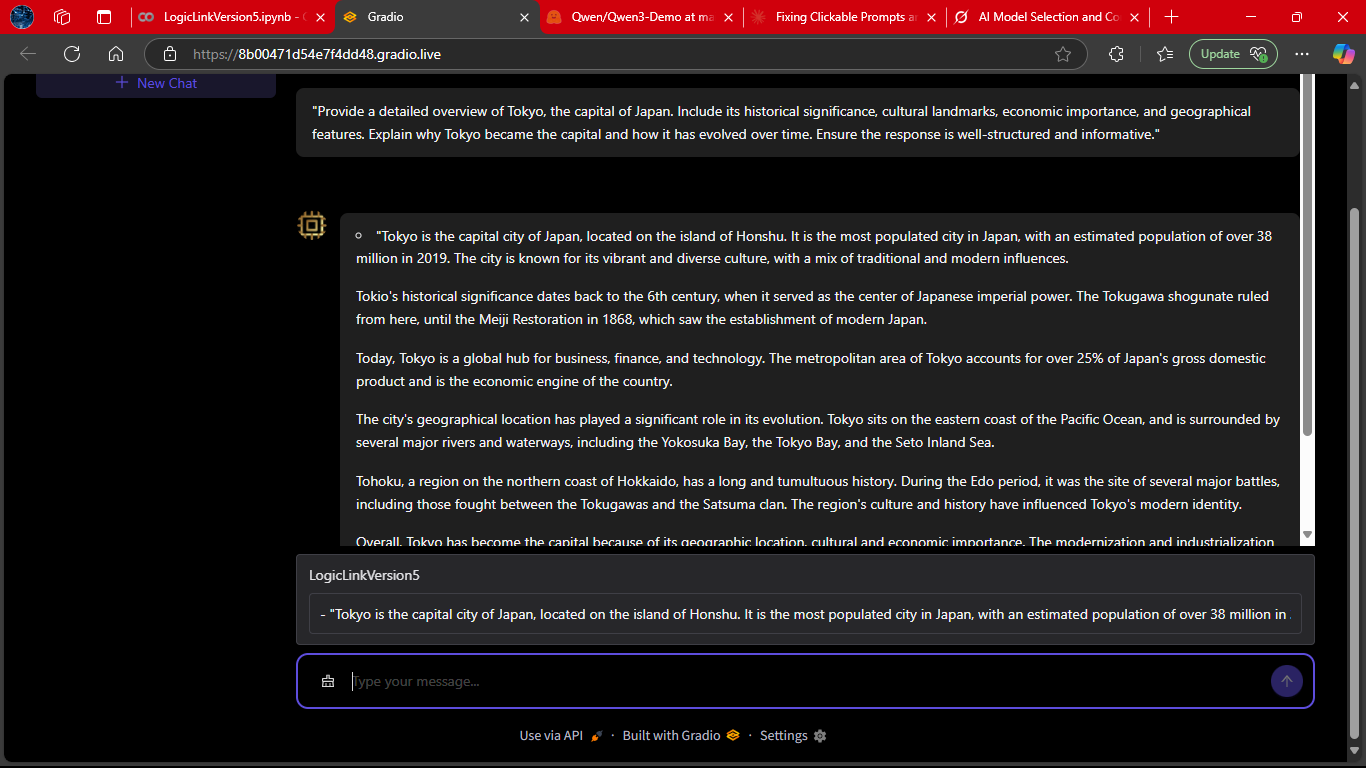 LogicLinkVersion5.ipynb -
Gradio
Qwen/Qwen3-Demo at ma
Fixing Clickable Prompts a
AI Model Selection and Co
https://8b00471d54e7f4dd48.gradio.live
Update
New Chat
"Provide a detailed overview of Tokyo, the capital of Japan. Include its historical significance, cultural landmarks, economic importance, and geographical
features. Explain why Tokyo became the capital and how it has evolved over time. Ensure the response is well-structured and informative."
"Tokyo is the capital city of Japan, located on the island of Honshu. It is the most populated city in Japan, with an estimated population of over 38
million in 2019. The city is known for its vibrant and diverse culture, with a mix of traditional and modern influences.
Tokio's historical significance dates back to the 6th century, when it served as the center of Japanese imperial power. The Tokugawa shogunate ruled
from here, until the Meiji Restoration in 1868, which saw the establishment of modern Japan.
Today, Tokyo is a global hub for business, finance, and technology. The metropolitan area of Tokyo accounts for over 25% of Japan's gross domestic
product and is the economic engine of the country.
The city's geographical location has played a significant role in its evolution. Tokyo sits on the eastern coast of the Pacific Ocean, and is surrounded by
several major rivers and waterways, including the Yokosuka Bay, the Tokyo Bay, and the Seto Inland Sea.
Tohoku, a region on the northern coast of Hokkaido, has a long and tumultuous history. During the Edo period, it was the site of several major battles,
including those fought between the Tokugawas and the Satsuma clan. The region's culture and history have influenced Tokyo's modern identity.
Overall, Tokyo has become the capital because of its geographic location, cultural and economic importance. The modernization and industrialization
LogicLinkVersion5
- "Tokyo is the capital city of Japan, located on the island of Honshu. It is the most populated city in Japan, with an estimated population of over 38 million in
Type your message...
Use via API · Built with Gradio · Settings